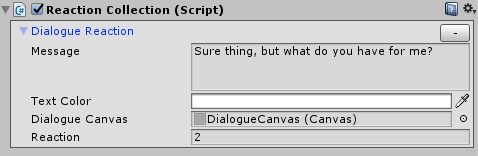 Reaction Collection (Script)
Dialogue Reaction
-
Message
Sure thing, but what do you have for me?
Text Color
Dialogue Canvas
DialogueCanvas (Canvas)
Reaction
2